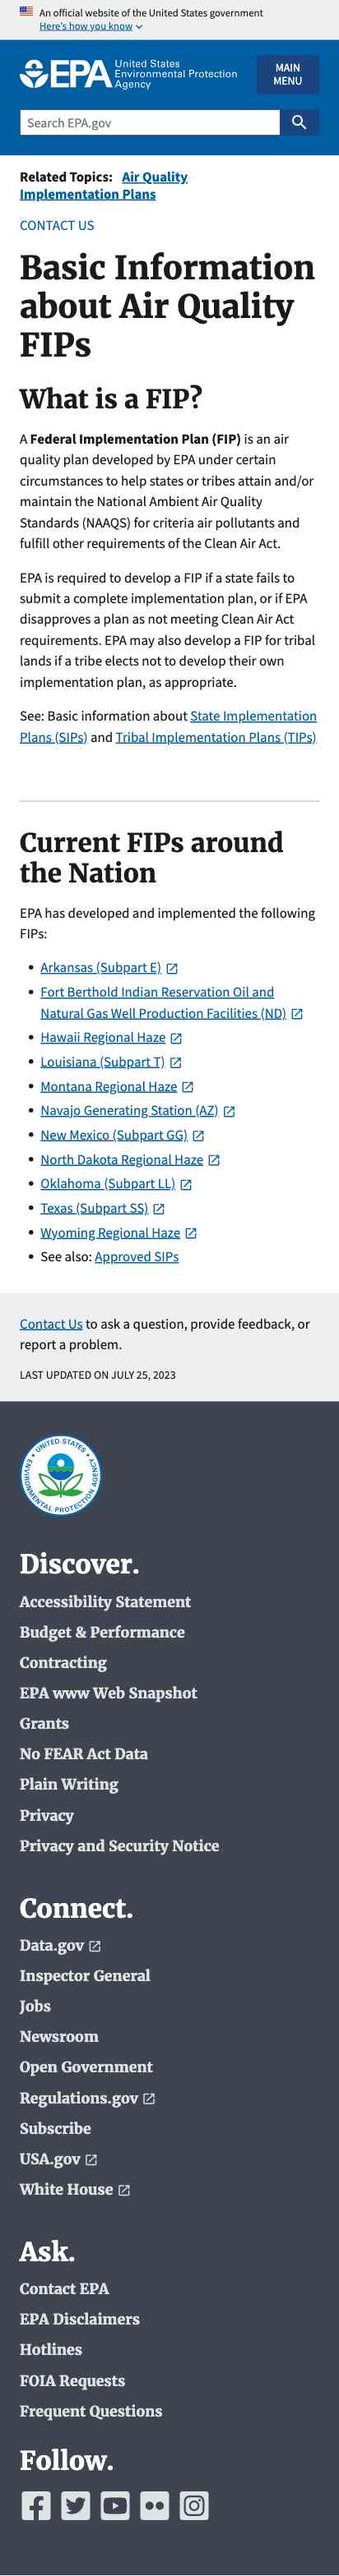 An official website of the United States government
Here's how you know
EPA United States
Environmental Protection
Agency
MAIN
MENU
Search EPA.gov
Related Topics: Air Quality
Implementation Plans
CONTACT US
Basic Information
about Air Quality
FIPs
What is a FIP?
A Federal Implementation Plan (FIP) is an air
quality plan developed by EPA under certain
circumstances to help states or tribes attain and/or
maintain the National Ambient Air Quality
Standards (NAAQS) for criteria air pollutants and
fulfill other requirements of the Clean Air Act.
EPA is required to develop a FIP if a state fails to
submit a complete implementation plan, or if EPA
disapproves a plan as not meeting Clean Air Act
requirements. EPA may also develop a FIP for tribal
lands if a tribe elects not to develop their own
implementation plan, as appropriate.
See: Basic information about State Implementation
Plans (SIPs) and Tribal Implementation Plans (TIPs)
Current FIPs around
the Nation
EPA has developed and implemented the following
FIPs:
Arkansas (Subpart E)
Fort Berthold Indian Reservation Oil and
Natural Gas Well Production Facilities (ND)
Hawaii Regional Haze
Louisiana (Subpart T)
Montana Regional Haze
Navajo Generating Station (AZ)
New Mexico (Subpart GG)
North Dakota Regional Haze
Oklahoma (Subpart LL)
Texas (Subpart SS)
Wyoming Regional Haze
See also: Approved SIPs
Contact Us to ask a question, provide feedback, or
report a problem.
LAST UPDATED ON JULY 25, 2023
UNITED STATES
ENVIRONMENTAL PROTECTION AGENCY
Discover.
Accessibility Statement
Budget & Performance
Contracting
EPA www Web Snapshot
Grants
No FEAR Act Data
Plain Writing
Privacy
Privacy and Security Notice
Connect.
Data.gov
Inspector General
Jobs
Newsroom
Open Government
Regulations.gov
Subscribe
USA.gov
White House
Ask.
Contact EPA
EPA Disclaimers
Hotlines
FOIA Requests
Frequent Questions
Follow.